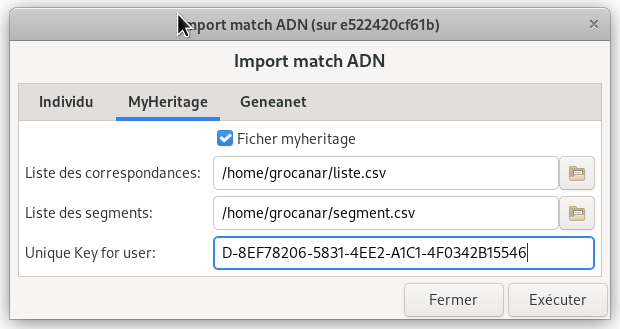 Import match ADN (sur e522420cf61b)
Import match ADN
Individu MyHeritage Geneanet
Ficher myheritage
Liste des correspondances: /home/grocanar/liste.csv
Liste des segments: /home/grocanar/segment.csv
Unique Key for user: D-8EF78206-5831-4EE2-A1C1-4F0342B15546
Fermer Exécuter